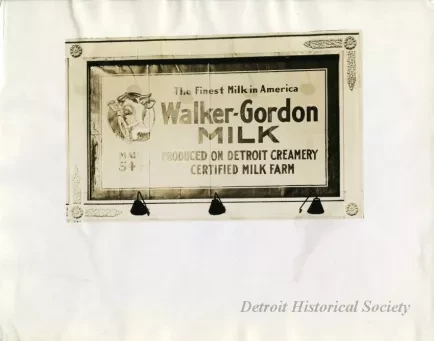 The Finest Milk in America
Walker-Gordon
MILK
PRODUCED ON DETROIT CREAMERY
CERTIFIED MILK FARM
Detroit Historical Society